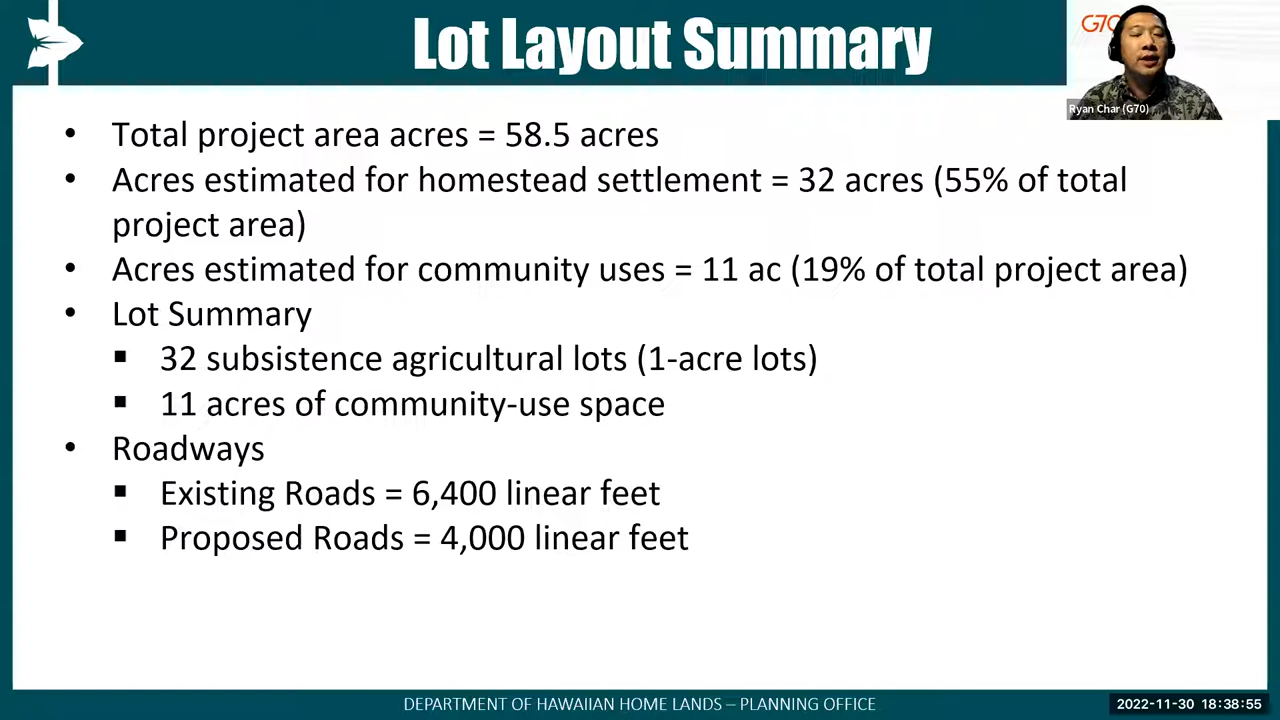 Lot Layout Summary
G70
Ryan Char (G70)
• Total project area acres = 58.5 acres
• Acres estimated for homestead settlement = 32 acres (55% of total
project area)
• Acres estimated for community uses = 11 ac (19% of total project area)
• Lot Summary
▪ 32 subsistence agricultural lots (1-acre lots)
▪ 11 acres of community-use space
• Roadways
▪ Existing Roads = 6,400 linear feet
▪ Proposed Roads = 4,000 linear feet
DEPARTMENT OF HAWAIIAN HOME LANDS – PLANNING OFFICE
2022-11-30 18:38:55